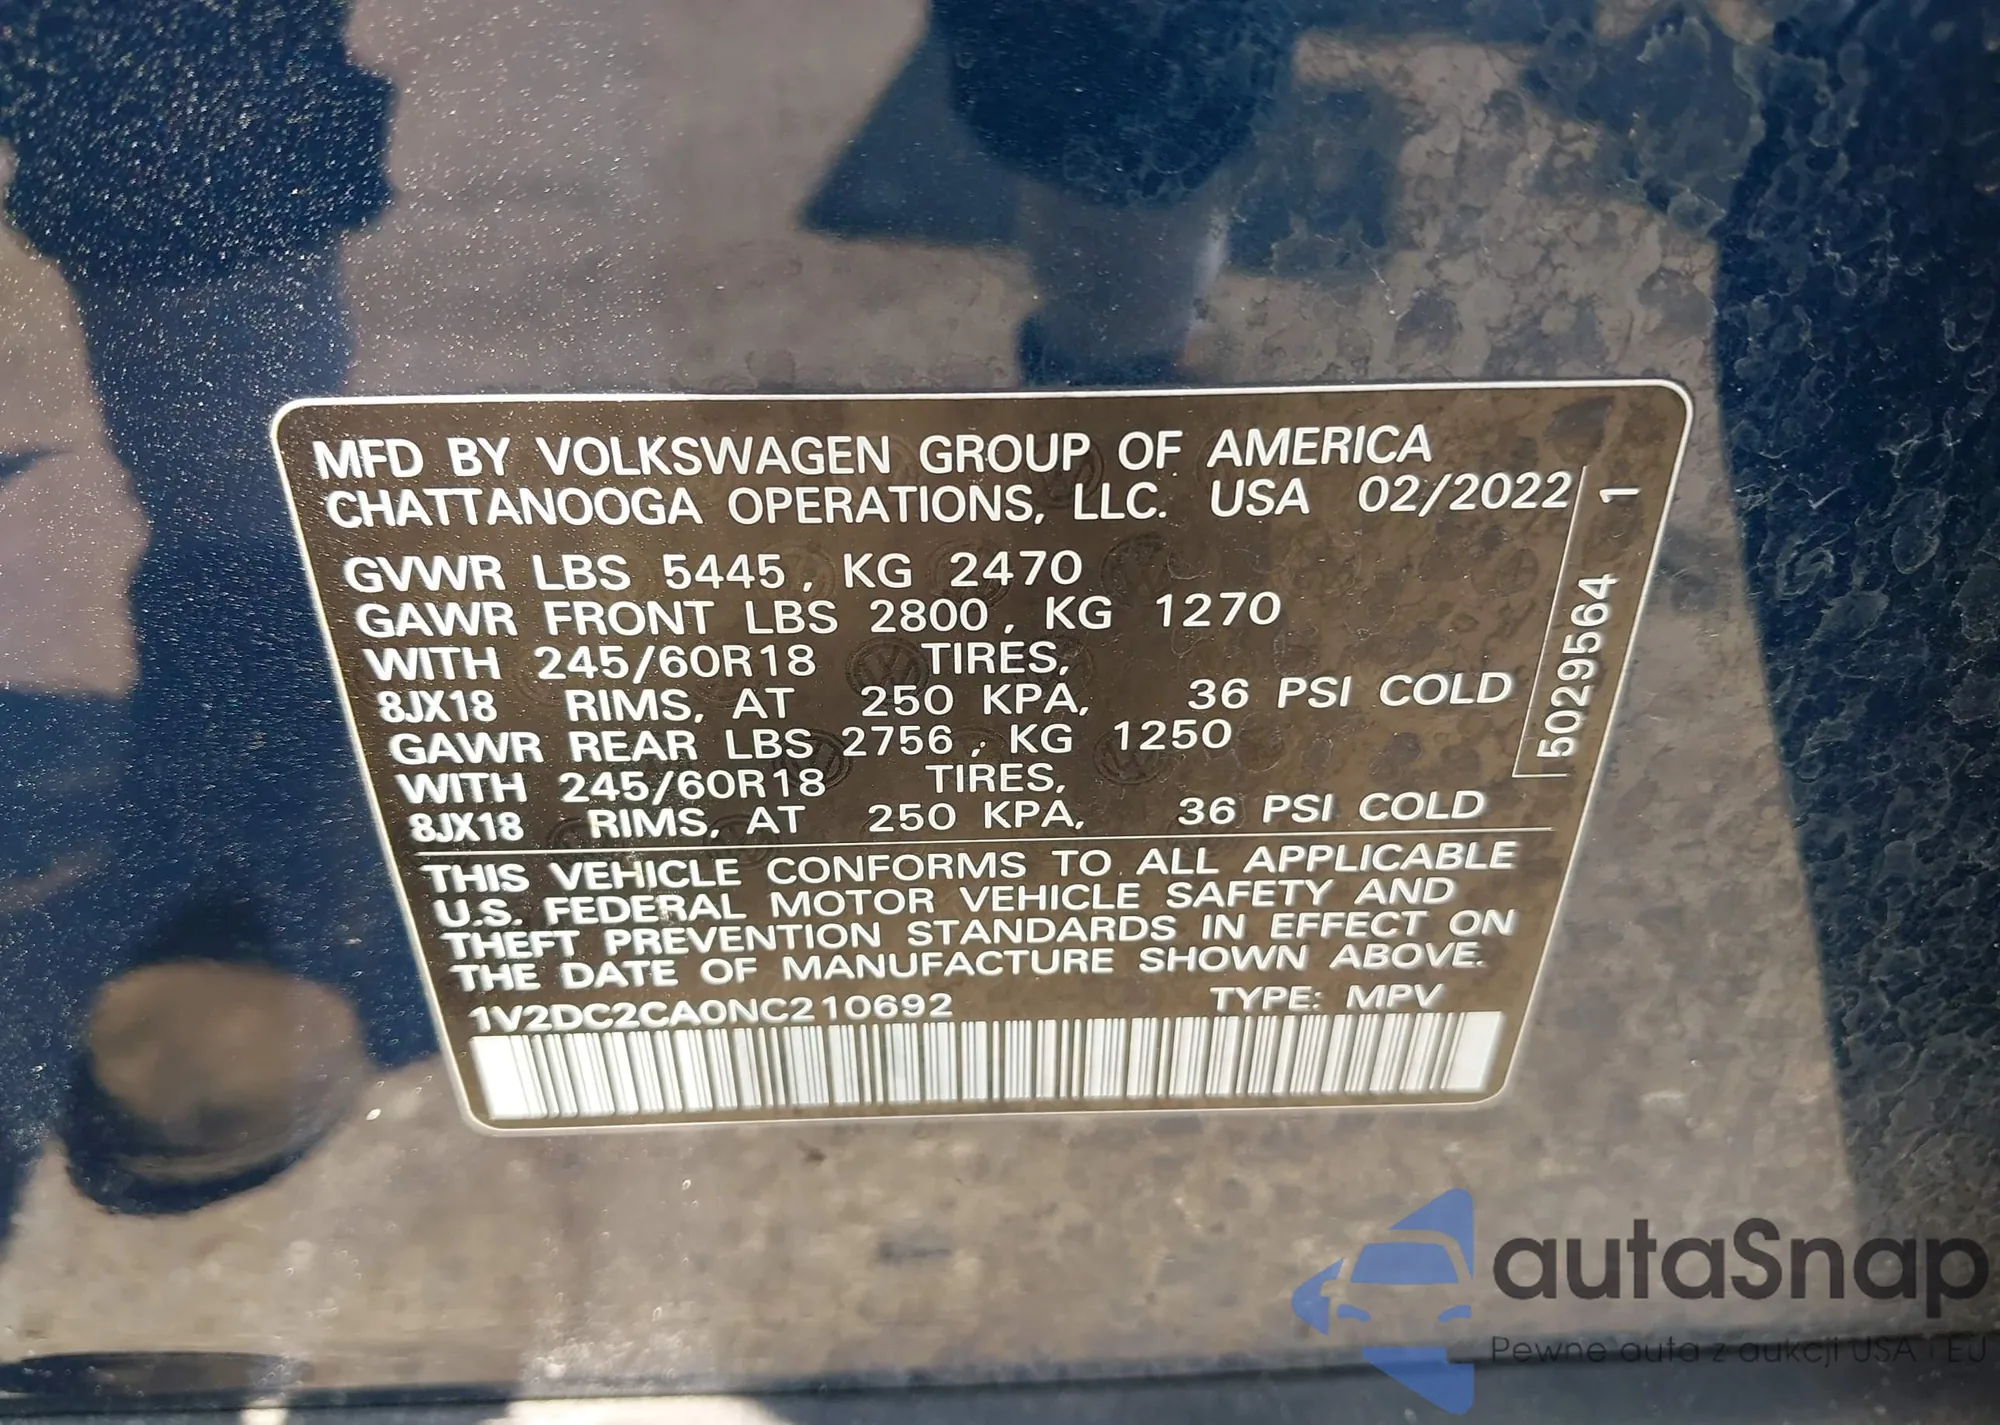 MFD BY VOLKSWAGEN GROUP OF AMERICA
CHATTANOOGA OPERATIONS, LLC. USA 02/2022
GVWR LBS 5445, KG 2470
GAWR FRONT LBS 2800, KG 1270
WITH 245/60R18 TIRES,
8JX18 RIMS, AT 250 KPA, 36 PSI COLD
GAWR REAR LBS 2756, KG 1250
WITH 245/60R18 TIRES,
8JX18 RIMS, AT 250 KPA, 36 PSI COLD
5029564 1
THIS VEHICLE CONFORMS TO ALL APPLICABLE
U.S. FEDERAL MOTOR VEHICLE SAFETY AND
THEFT PREVENTION STANDARDS IN EFFECT ON
THE DATE OF MANUFACTURE SHOWN ABOVE.
1V2DC2CA0NC210692 TYPE: MPV
autaSnap
Pewne auta z aukcji USA i EU